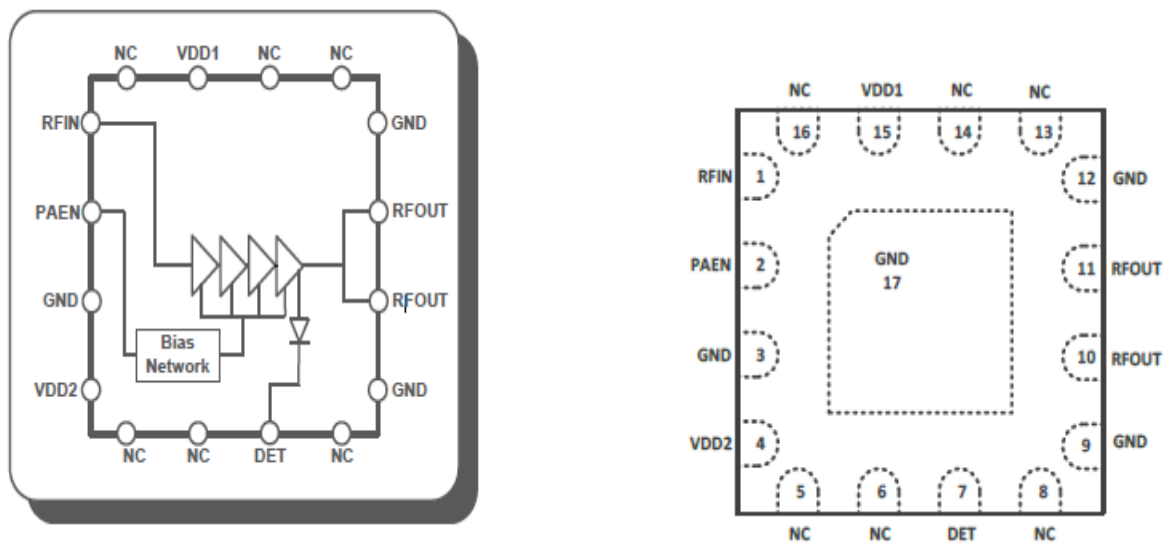 NC VDD1 NC NC
RFIN GND
PAEN RFOUT
GND RFOUT
Bias
Network
VDD2 GND
NC NC DET NC
NC VDD1 NC NC
16 15 14 13
RFIN 1 12 GND
PAEN 2 GND 11 RFOUT
17
GND 3 10 RFOUT
VDD2 4 9 GND
5 6 7 8
NC NC DET NC